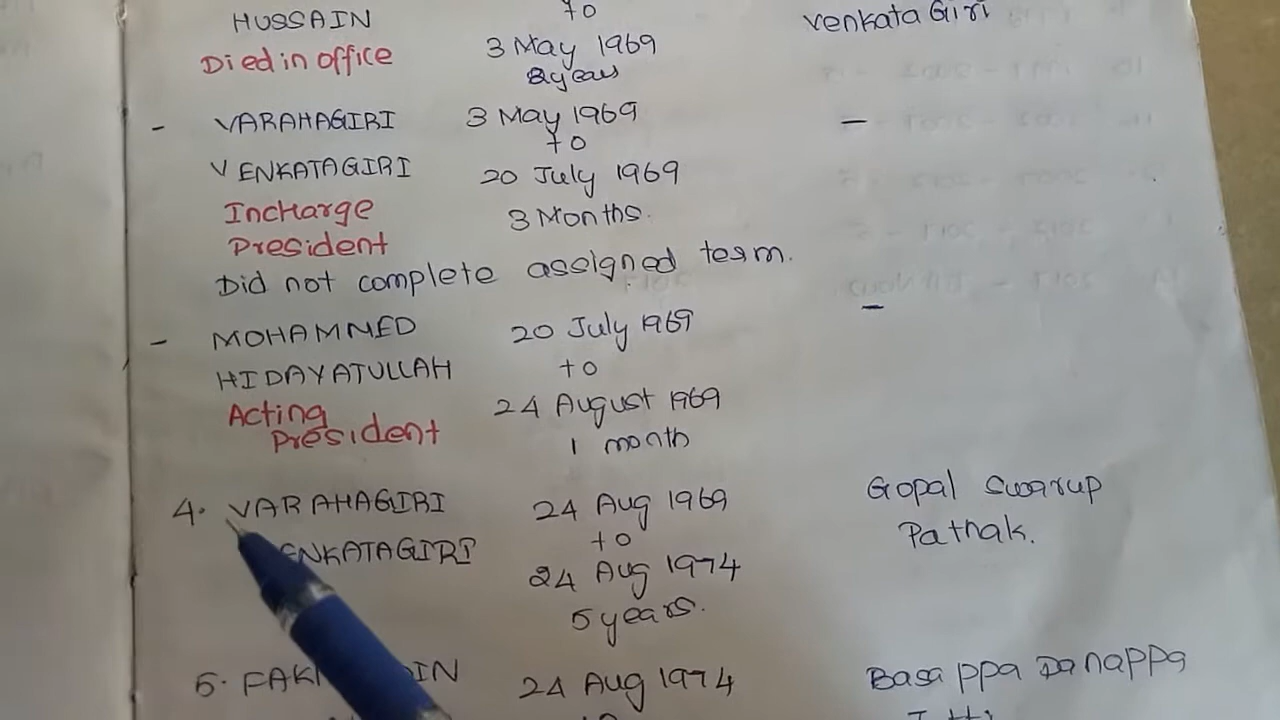 HUSSAIN to Venkata Giri
Died in office 3 May 1969
2 years
- VARAHAGIRI 3 May 1969 -
to
VENKATAGIRI 20 July 1969
Incharge 3 Months.
President
Did not complete assigned term.
- MOHAMMED 20 July 1969 -
HIDAYATULLAH to
Acting 24 August 1969
President 1 month
4. VARAHAGIRI 24 Aug 1969 Gopal Swarup
ENKATAGIRI to Pathak.
24 Aug 1974
5 years.
5. FAK DIN 24 Aug 1974 Basappa Danappa